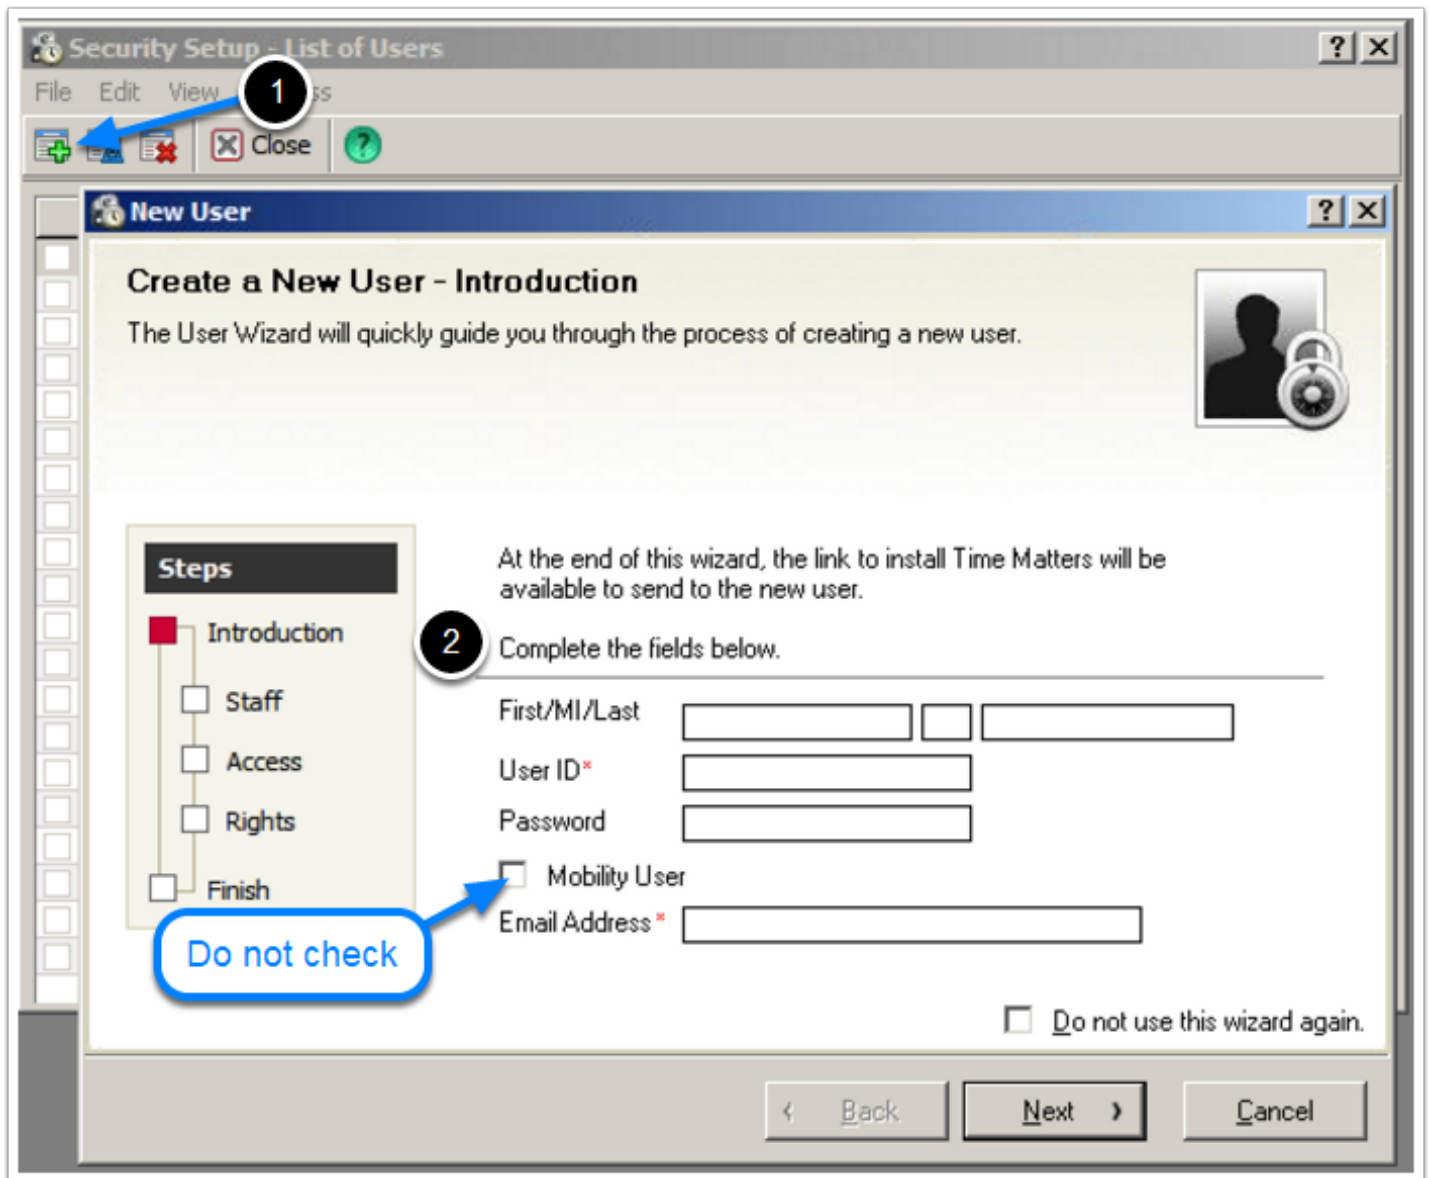 Security Setup - List of Users
? X
File Edit View ss
1
Close ?
New User
? X
Create a New User - Introduction
The User Wizard will quickly guide you through the process of creating a new user.
Steps
Introduction
Staff
Access
Rights
Finish
At the end of this wizard, the link to install Time Matters will be
available to send to the new user.
2
Complete the fields below.
First/MI/Last
User ID*
Password
Mobility User
Email Address*
Do not check
Do not use this wizard again.
‹ Back
Next ›
Cancel